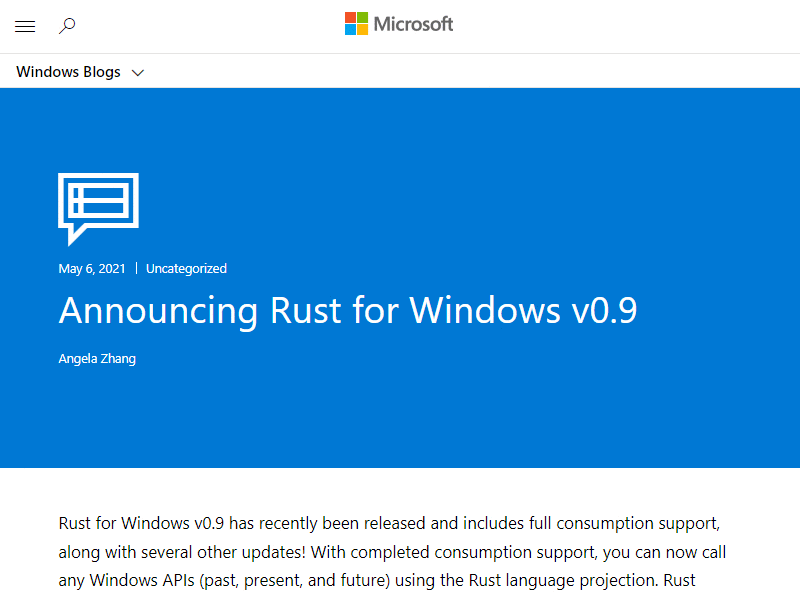 Microsoft
Windows Blogs
May 6, 2021 | Uncategorized
Announcing Rust for Windows v0.9
Angela Zhang
Rust for Windows v0.9 has recently been released and includes full consumption support,
along with several other updates! With completed consumption support, you can now call
any Windows APIs (past, present, and future) using the Rust language projection. Rust